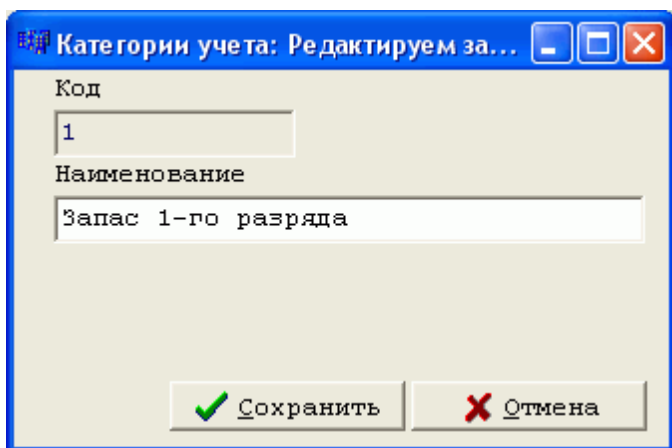 Категории учета: Редактируем за...
Код
1
Наименование
Запас 1-го разряда
Сохранить Отмена